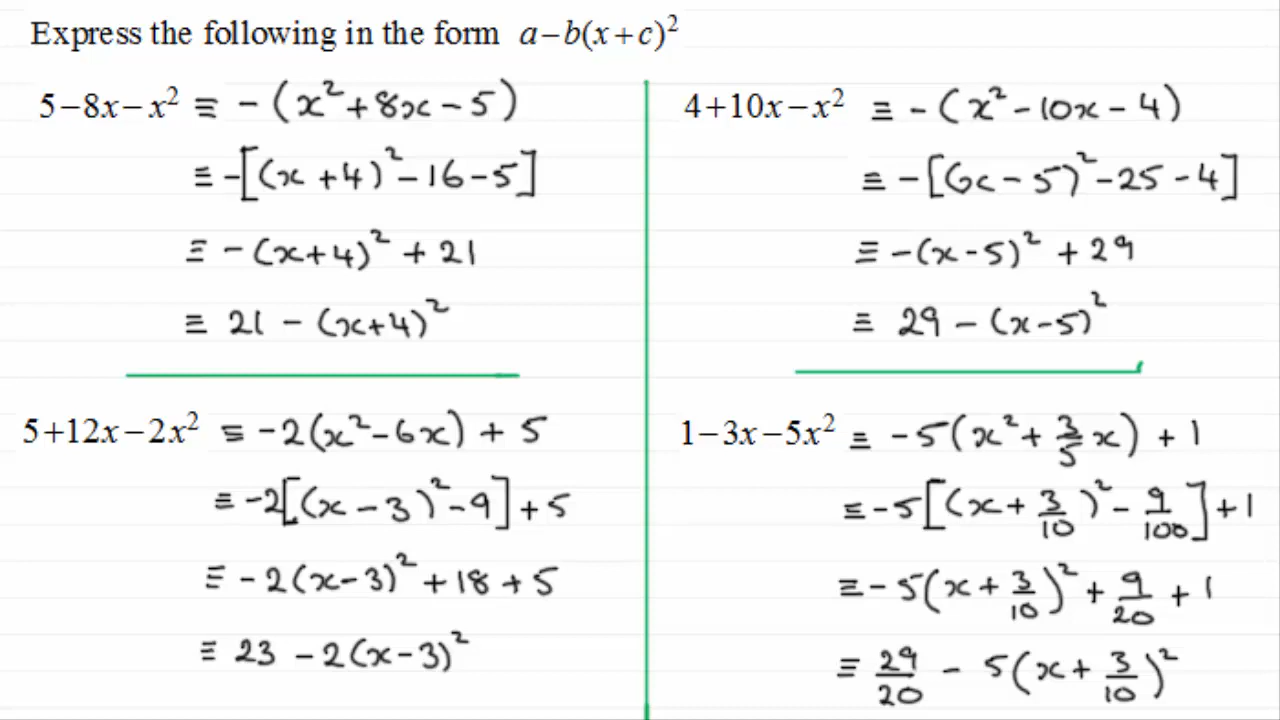 Express the following in the form a−b(x+c)²
5−8x−x² ≡ −(x²+8x−5)
≡ −[(x+4)²−16−5]
≡ −(x+4)²+21
≡ 21−(x+4)²
4+10x−x² ≡ −(x²−10x−4)
≡ −[(x−5)²−25−4]
≡ −(x−5)²+29
≡ 29−(x−5)²
5+12x−2x² ≡ −2(x²−6x)+5
≡ −2[(x−3)²−9]+5
≡ −2(x−3)²+18+5
≡ 23−2(x−3)²
1−3x−5x² ≡ −5(x²+3/5x)+1
≡ −5[(x+3/10)²−9/100]+1
≡ −5(x+3/10)²+9/20+1
≡ 29/20−5(x+3/10)²